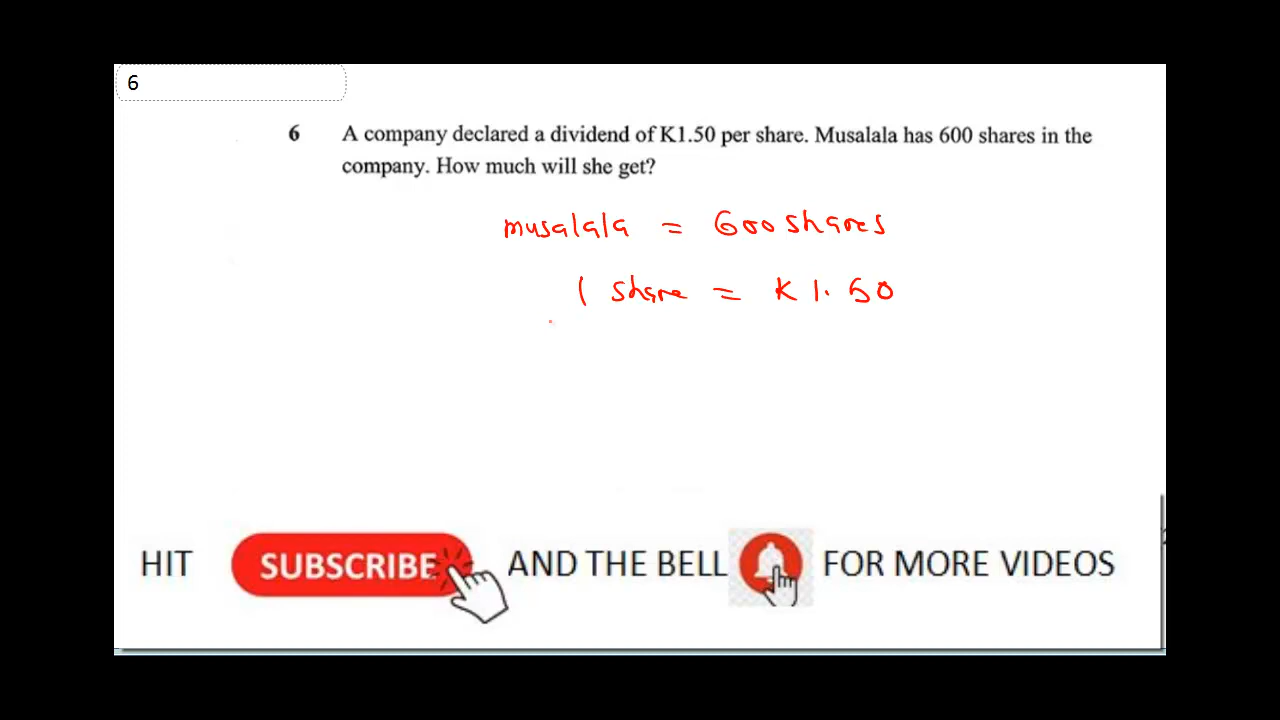 6
6 A company declared a dividend of K1.50 per share. Musalala has 600 shares in the
company. How much will she get?
musalala = 600 shares
1 share = K 1.50
HIT SUBSCRIBE AND THE BELL FOR MORE VIDEOS